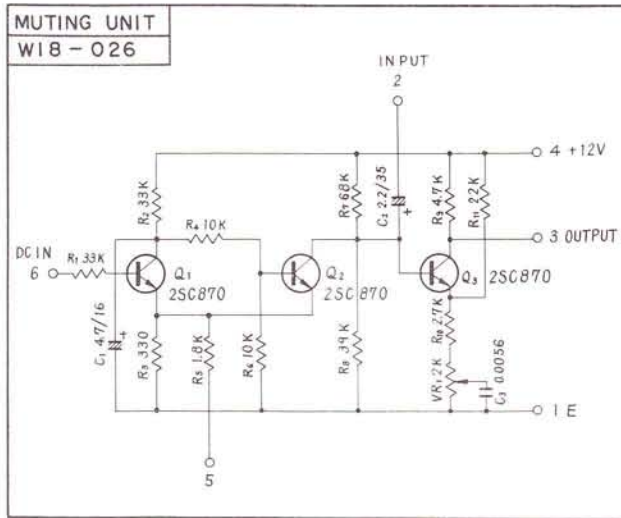 MUTING UNIT
W18-026
INPUT
2
4 +12V
R2 33K
R7 68K
C2 2.2/35
+
R9 4.7K
R11 22K
R4 10K
3 OUTPUT
DC IN
6
R1 33K
Q1
2SC870
Q2
2SC870
Q3
2SC870
C1 4.7/16
+
R3 330
R5 1.8K
R6 10K
R8 39K
R10 2.7K
VR1 2K
C3 0.0056
1 E
5